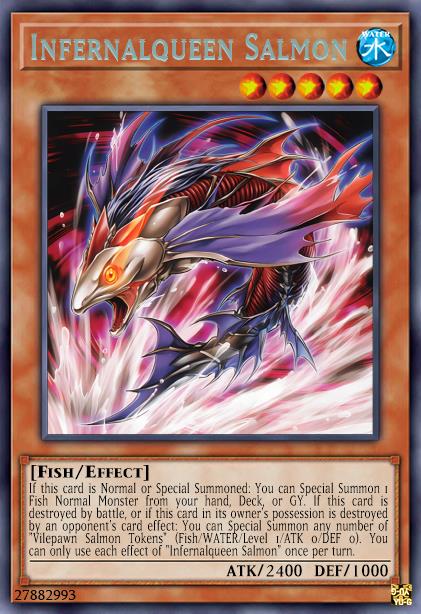 Infernalqueen Salmon
WATER
水
[Fish/Effect]
If this card is Normal or Special Summoned: You can Special Summon 1
Fish Normal Monster from your hand, Deck, or GY. If this card is
destroyed by battle, or if this card in its owner's possession is destroyed
by an opponent's card effect: You can Special Summon any number of
"Vilepawn Salmon Tokens" (Fish/WATER/Level 1/ATK 0/DEF 0). You
can only use each effect of "Infernalqueen Salmon" once per turn.
ATK/2400 DEF/1000
27882993